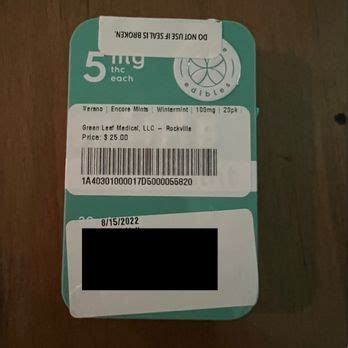 DO NOT USE IF SEAL IS BROKEN.
5 mg
thc
each
edibles
Verano | Encore Mints | Wintermint | 100mg | 20pk
Green Leaf Medical, LLC - Rockville
Price: $ 25.00
1A40301000017D5000055820
8/15/2022